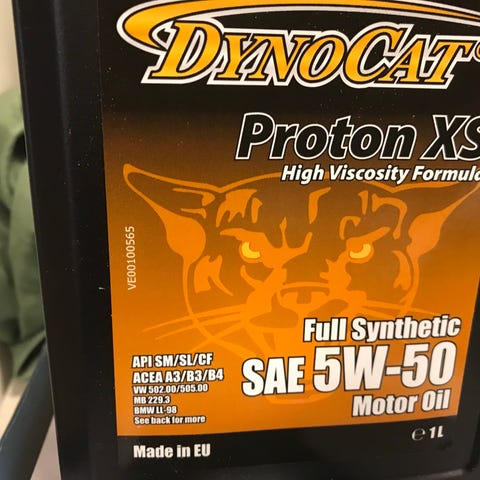 DYNOCAT
Proton XS
High Viscosity Formula
VE00100565
Full Synthetic
SAE 5W-50
Motor Oil
API SM/SL/CF
ACEA A3/B3/B4
VW 502.00/505.00
MB 229.3
BMW LL-98
See back for more
℮ 1L
Made in EU